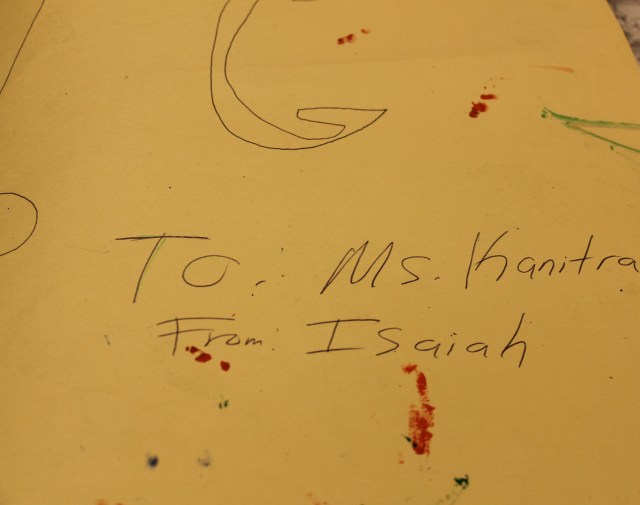 To: Ms. Kanitra
From: Isaiah